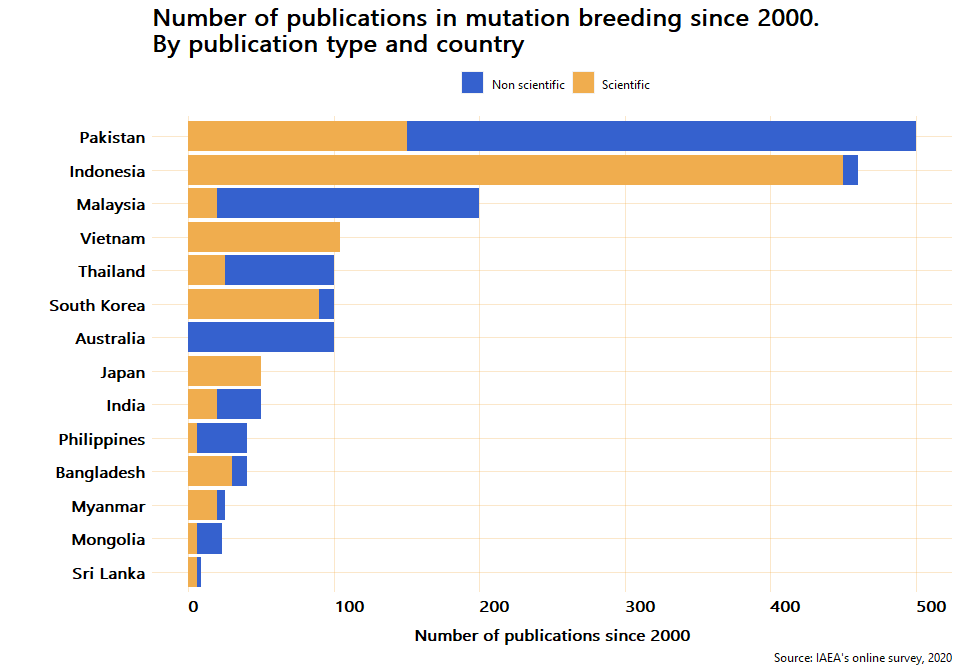 Number of publications in mutation breeding since 2000.
By publication type and country
Non scientific Scientific
Pakistan
Indonesia
Malaysia
Vietnam
Thailand
South Korea
Australia
Japan
India
Philippines
Bangladesh
Myanmar
Mongolia
Sri Lanka
0 100 200 300 400 500
Number of publications since 2000
Source: IAEA's online survey, 2020